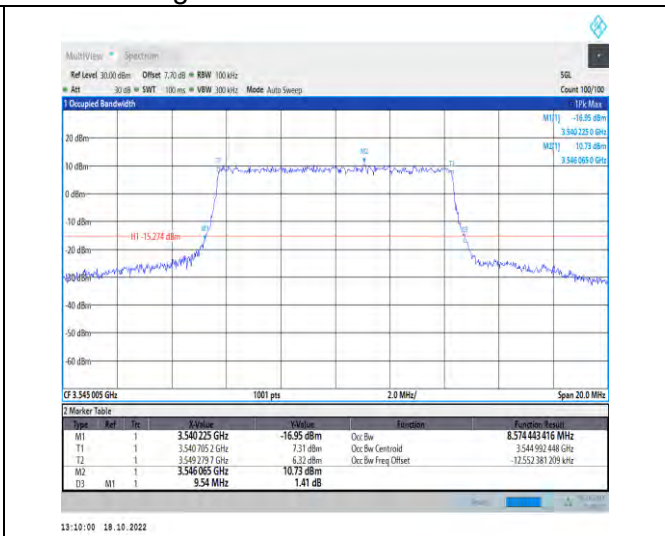 MultiView Spectrum
Ref Level 30.00 dBm Offset 7.70 dB RBW 100 kHz SGL
Att 30 dB SWT 100 ms VBW 300 kHz Mode Auto Sweep Count 100/100
1 Occupied Bandwidth 1Pk Max
M1[1] -16.95 dBm
3.540 225 0 GHz
M2[1] 10.73 dBm
3.546 065 0 GHz
20 dBm
M2
T1
T2
10 dBm
0 dBm
-10 dBm
H1 -15.274 dBm
-20 dBm
-30 dBm
-40 dBm
-50 dBm
-60 dBm
CF 3.545 005 GHz 1001 pts 2.0 MHz/ Span 20.0 MHz
2 Marker Table
Type Ref Trc X-Value Y-Value Function Function Result
M1 1 3.540 225 GHz -16.95 dBm Occ Bw 8.574 443 416 MHz
T1 1 3.540 705 2 GHz 7.31 dBm Occ Bw Centroid 3.544 992 448 GHz
T2 1 3.549 279 7 GHz 6.32 dBm Occ Bw Freq Offset -12.552 381 209 kHz
M2 1 3.546 065 GHz 10.73 dBm
D3 M1 1 9.54 MHz 1.41 dB
13:10:00 18.10.2022